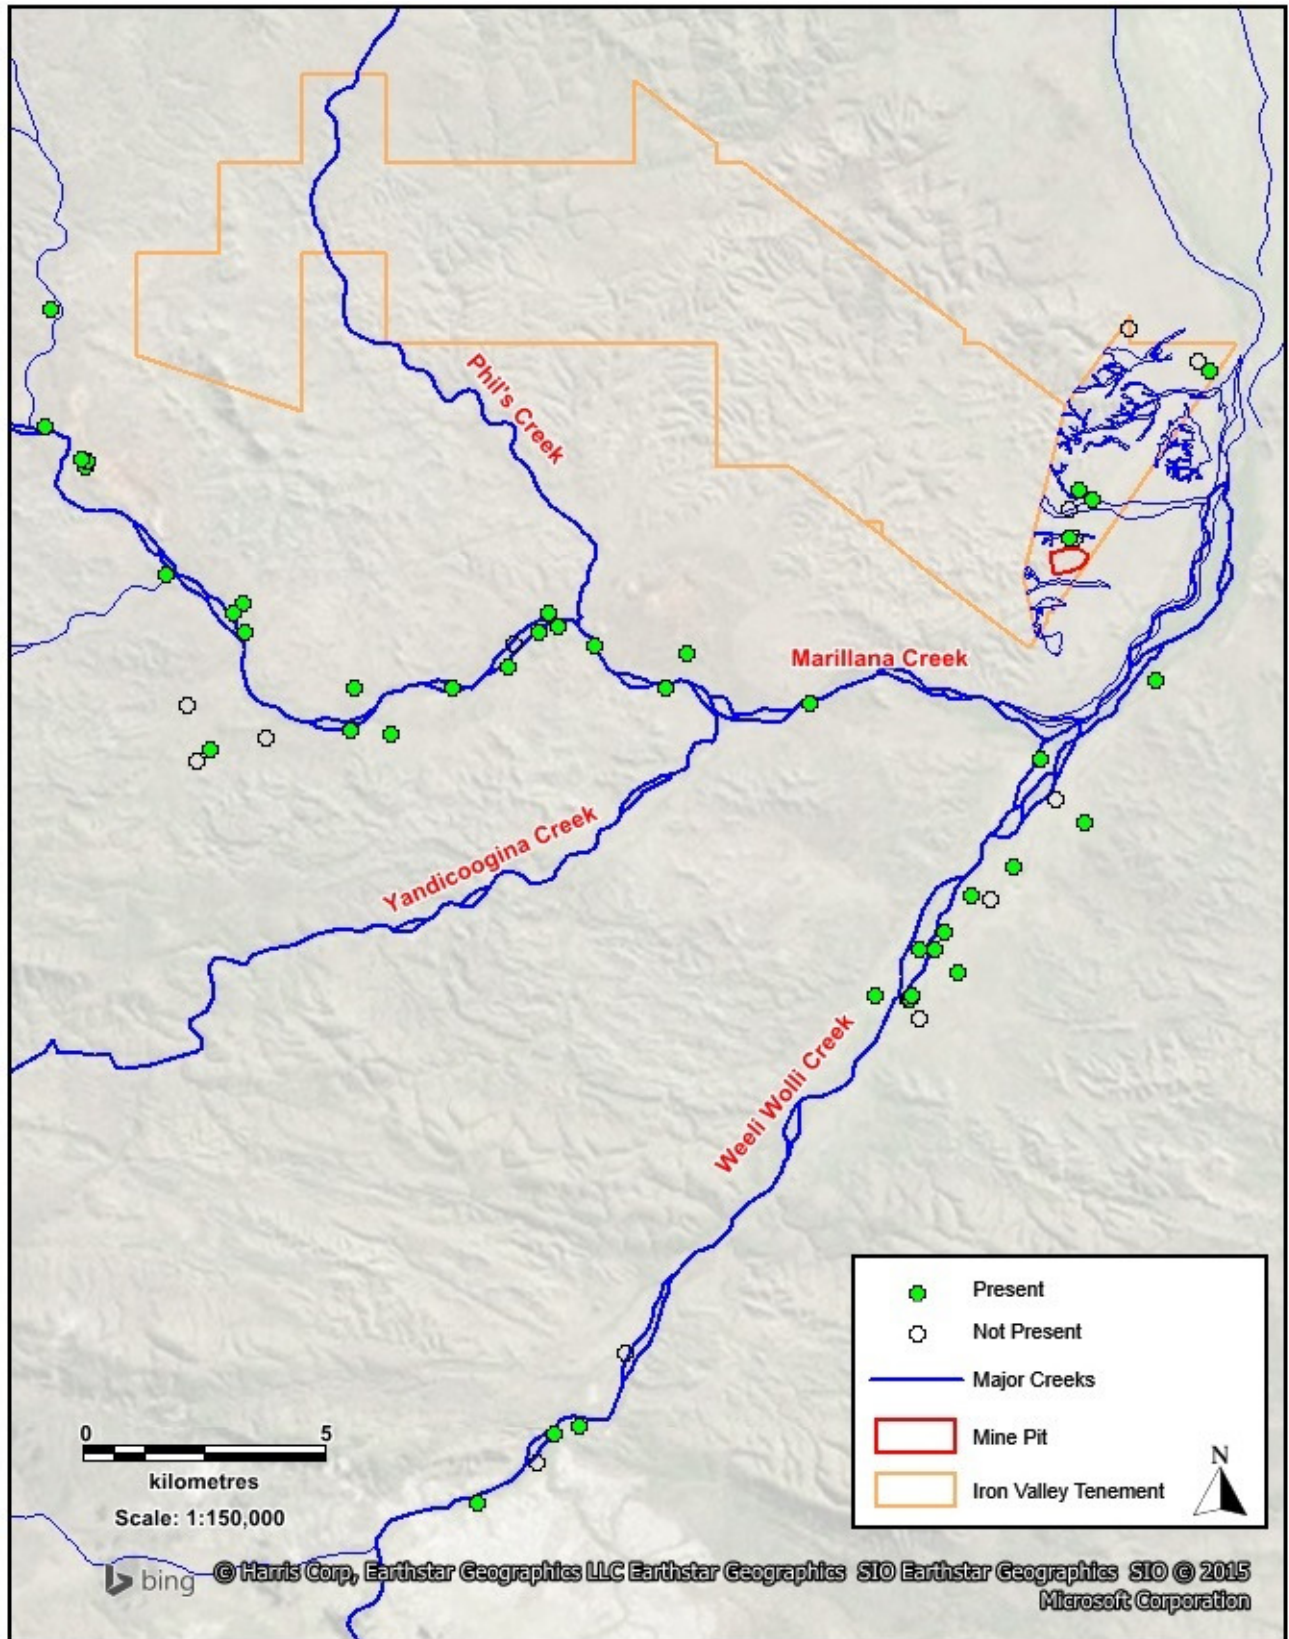 Phil's Creek
Marillana Creek
Yandicoogina Creek
Weeli Wolli Creek
Present
Not Present
Major Creeks
Mine Pit
Iron Valley Tenement
N
0 5
kilometres
Scale: 1:150,000
bing
© Harris Corp, Earthstar Geographics LLC Earthstar Geographics SIO Earthstar Geographics SIO © 2015
Microsoft Corporation